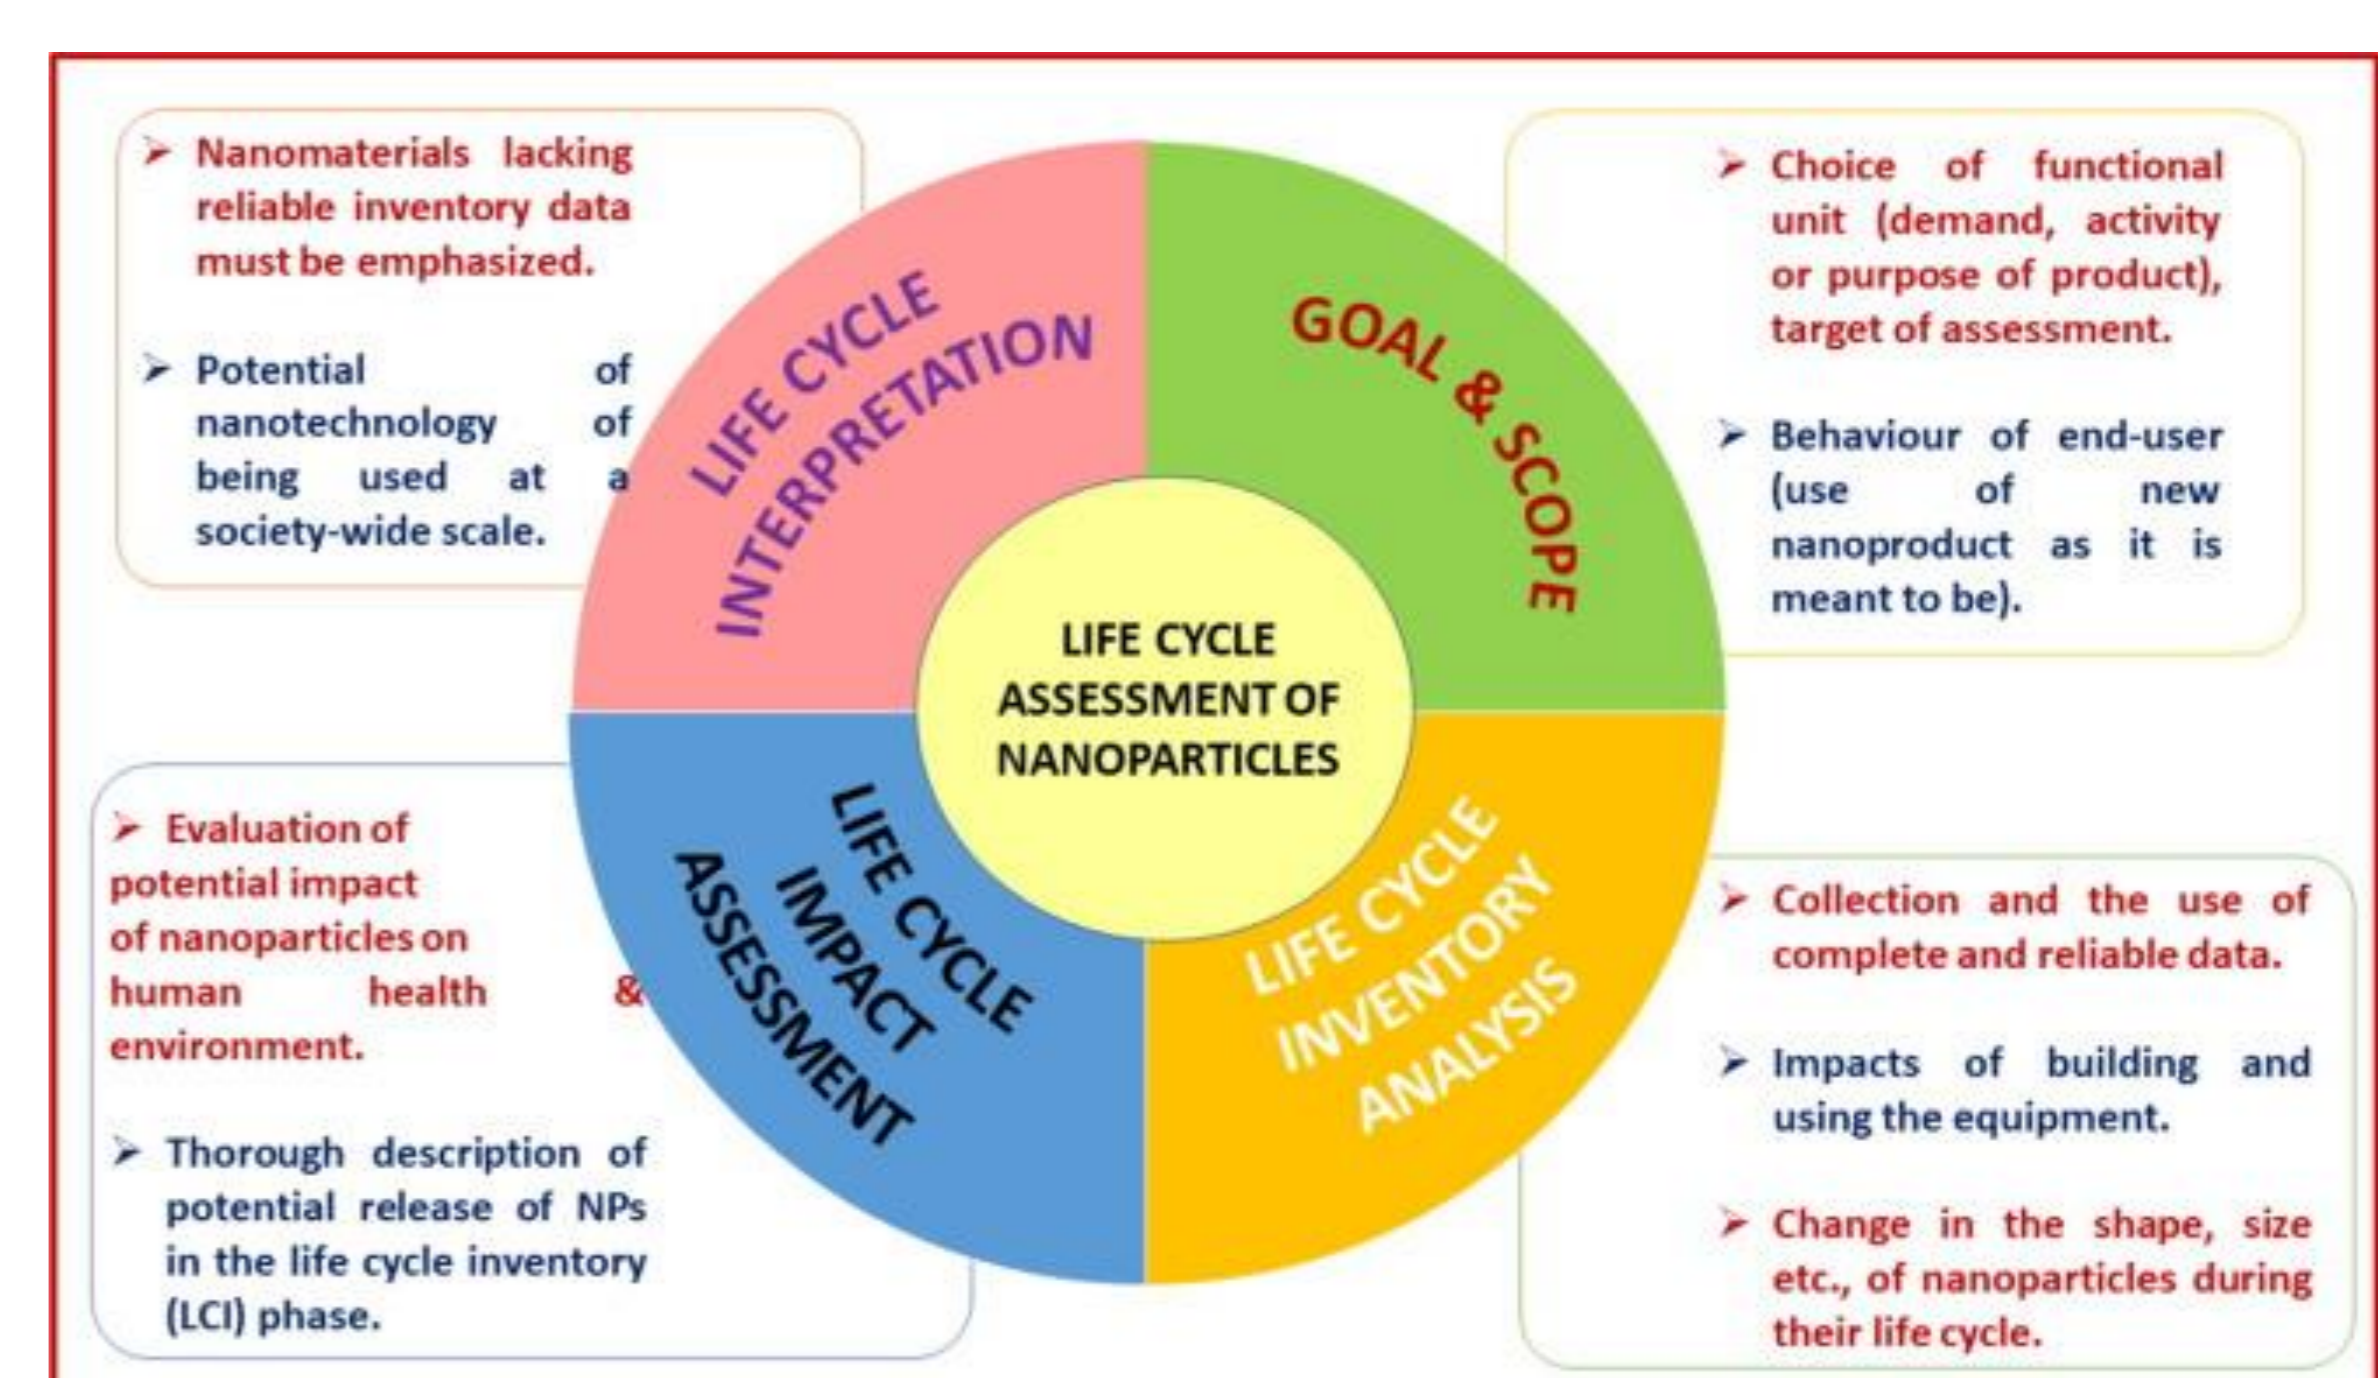 ➢ Nanomaterials lacking
reliable inventory data
must be emphasized.
➢ Potential of
nanotechnology of
being used at a
society-wide scale.
LIFE CYCLE
INTERPRETATION
GOAL & SCOPE
➢ Choice of functional
unit (demand, activity
or purpose of product),
target of assessment.
➢ Behaviour of end-user
(use of new
nanoproduct as it is
meant to be).
LIFE CYCLE
ASSESSMENT OF
NANOPARTICLES
➢ Evaluation of
potential impact
of nanoparticles on
human health &
environment.
➢ Thorough description of
potential release of NPs
in the life cycle inventory
(LCI) phase.
LIFE CYCLE
IMPACT
ASSESSMENT
LIFE CYCLE
INVENTORY
ANALYSIS
➢ Collection and the use of
complete and reliable data.
➢ Impacts of building and
using the equipment.
➢ Change in the shape, size
etc., of nanoparticles during
their life cycle.